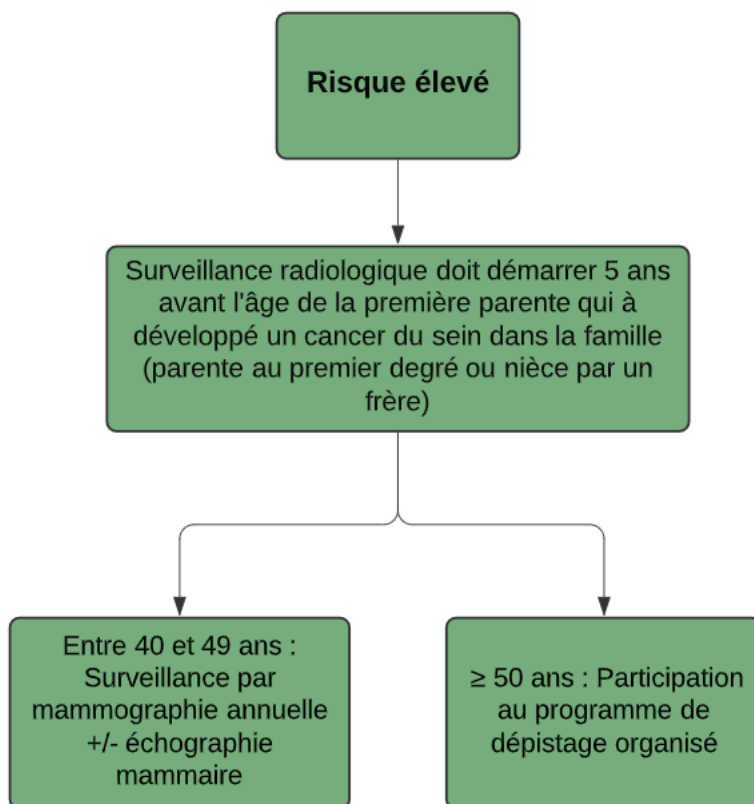 Risque élevé
Surveillance radiologique doit démarrer 5 ans
avant l'âge de la première parente qui à
développé un cancer du sein dans la famille
(parente au premier degré ou nièce par un
frère)
Entre 40 et 49 ans :
Surveillance par
mammographie annuelle
+/- échographie
mammaire
≥ 50 ans : Participation
au programme de
dépistage organisé